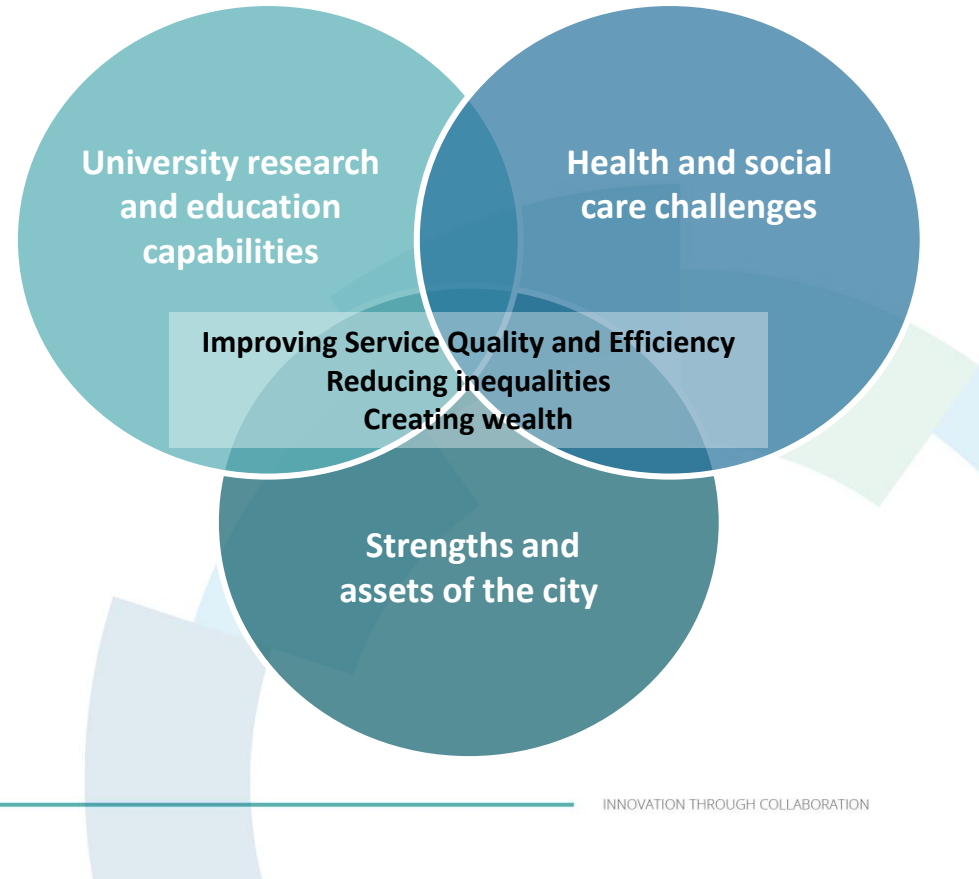 University research
and education
capabilities
Health and social
care challenges
Improving Service Quality and Efficiency
Reducing inequalities
Creating wealth
Strengths and
assets of the city
INNOVATION THROUGH COLLABORATION